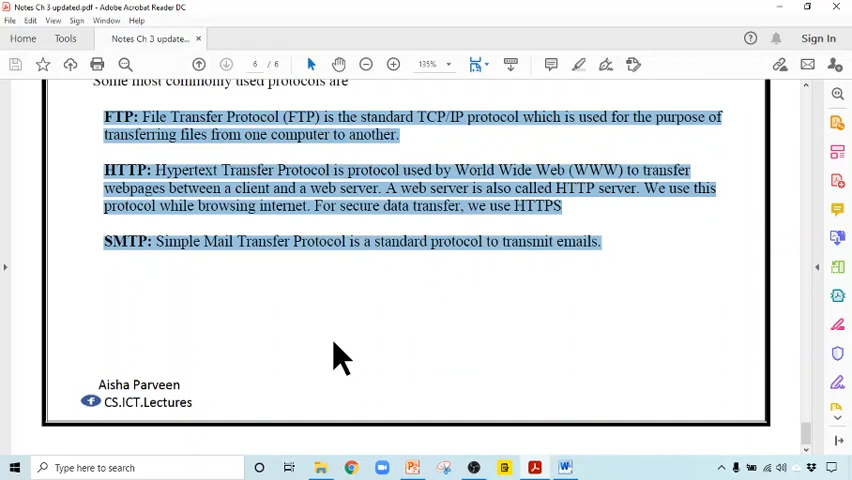 Notes Ch 3 updated.pdf - Adobe Acrobat Reader DC
File Edit View Sign Window Help
Home Tools Notes Ch 3 update... × Sign In
6 / 6 135%
Some most commonly used protocols are
FTP: File Transfer Protocol (FTP) is the standard TCP/IP protocol which is used for the purpose of
transferring files from one computer to another.
HTTP: Hypertext Transfer Protocol is protocol used by World Wide Web (WWW) to transfer
webpages between a client and a web server. A web server is also called HTTP server. We use this
protocol while browsing internet. For secure data transfer, we use HTTPS
SMTP: Simple Mail Transfer Protocol is a standard protocol to transmit emails.
Aisha Parveen
CS.ICT.Lectures
Type here to search